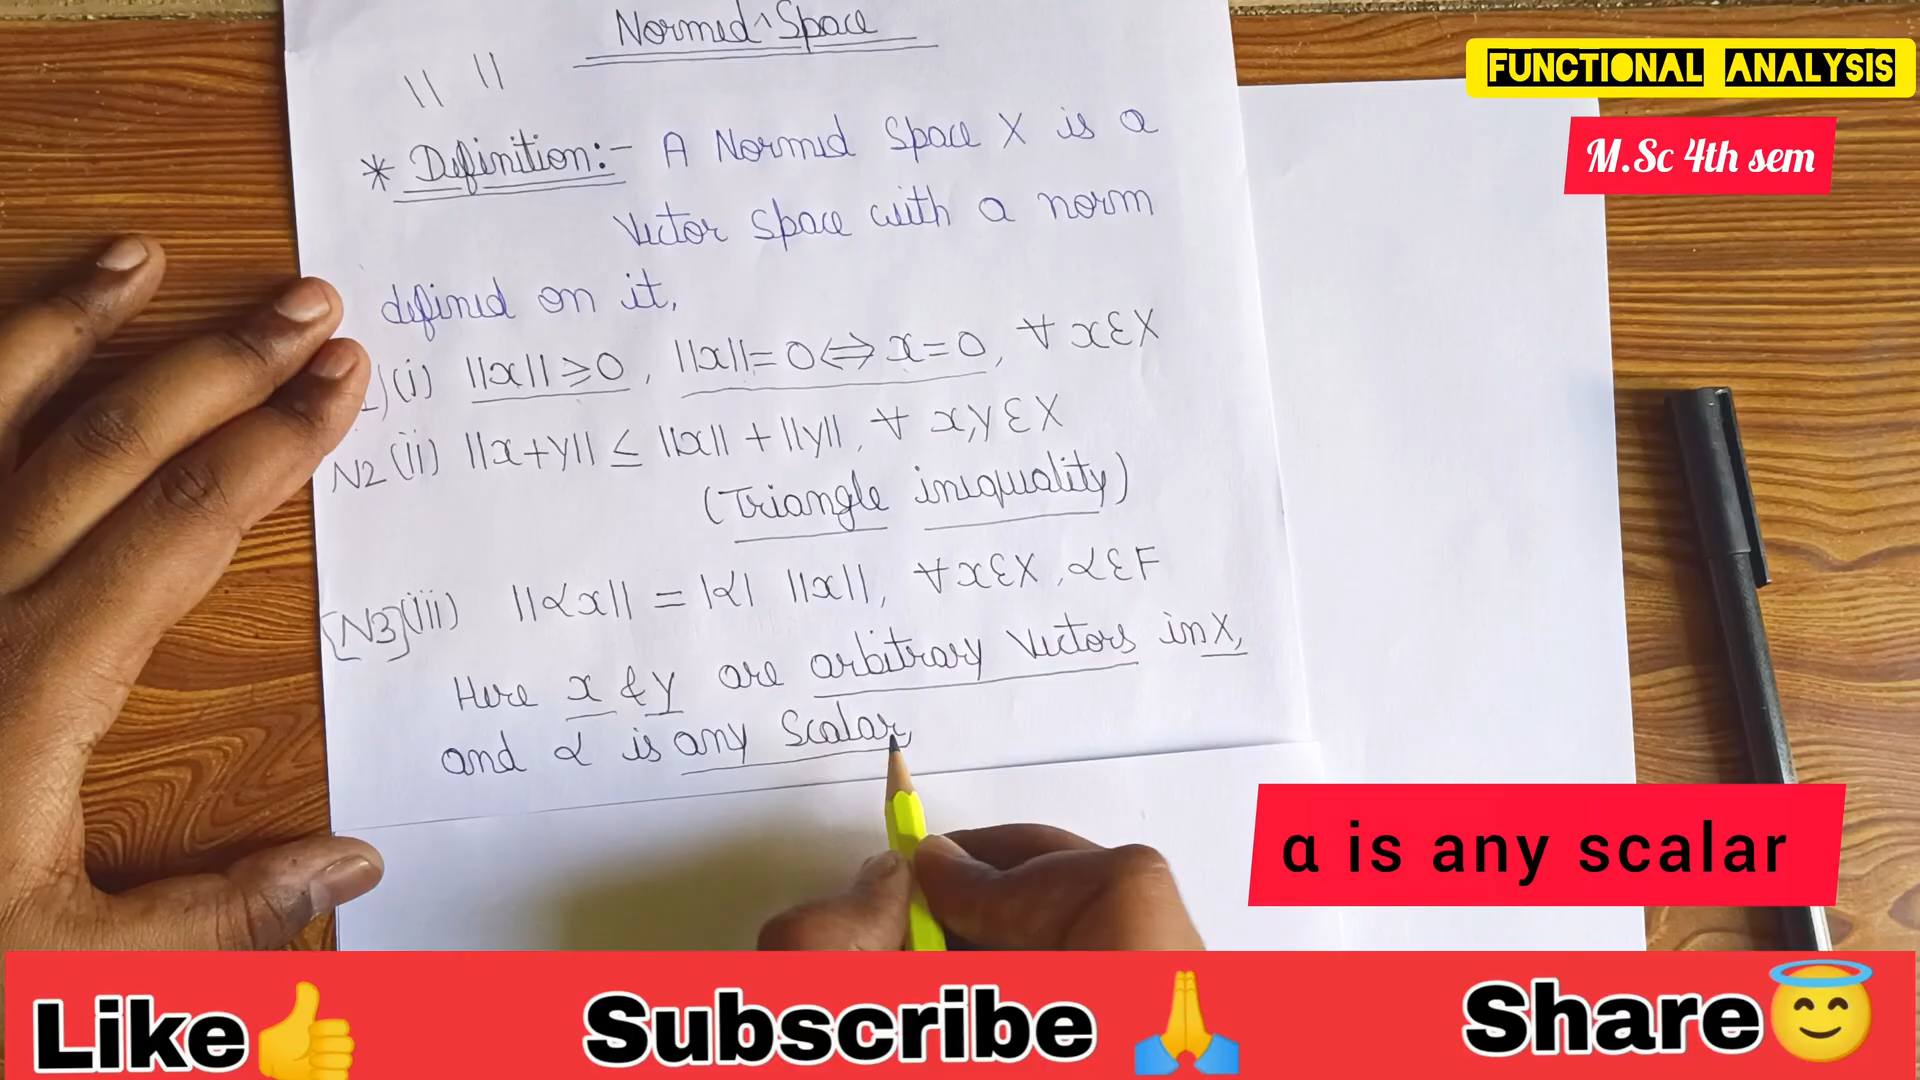 Normed ^ Space
|| ||
* Definition:- A Normed Space X is a
Vector space with a norm
defined on it,
(i) ||x|| ⩾ 0, ||x|| = 0 ⇔ x = 0, ∀ x ε X
N2 (ii) ||x+y|| ≤ ||x|| + ||y||, ∀ x, y ε X
(Triangle inequality)
[N3] (iii) ||αx|| = |α| ||x||, ∀ x ε X, α ε F
Here x & y are arbitrary vectors in X,
and α is any scalar,
FUNCTIONAL ANALYSIS
M.Sc 4th sem
α is any scalar
Like 👍 Subscribe 🙏 Share 😇